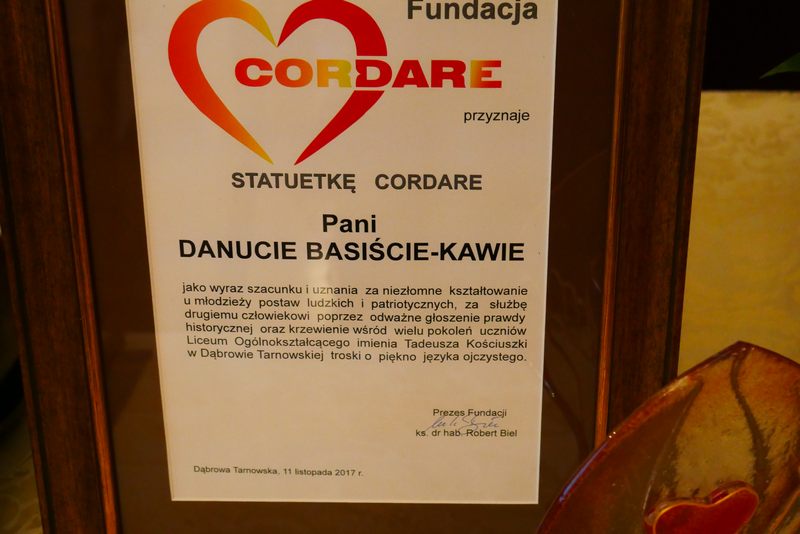 Fundacja
CORDARE
przyznaje
STATUETKĘ CORDARE
Pani
DANUCIE BASIŚCIE-KAWIE
jako wyraz szacunku i uznania za niezłomne kształtowanie
u młodzieży postaw ludzkich i patriotycznych, za służbę
drugiemu człowiekowi poprzez odważne głoszenie prawdy
historycznej oraz krzewienie wśród wielu pokoleń uczniów
Liceum Ogólnokształcącego imienia Tadeusza Kościuszki
w Dąbrowie Tarnowskiej troski o piękno języka ojczystego.
Prezes Fundacji
ks. dr hab. Robert Biel
Dąbrowa Tarnowska, 11 listopada 2017 r.